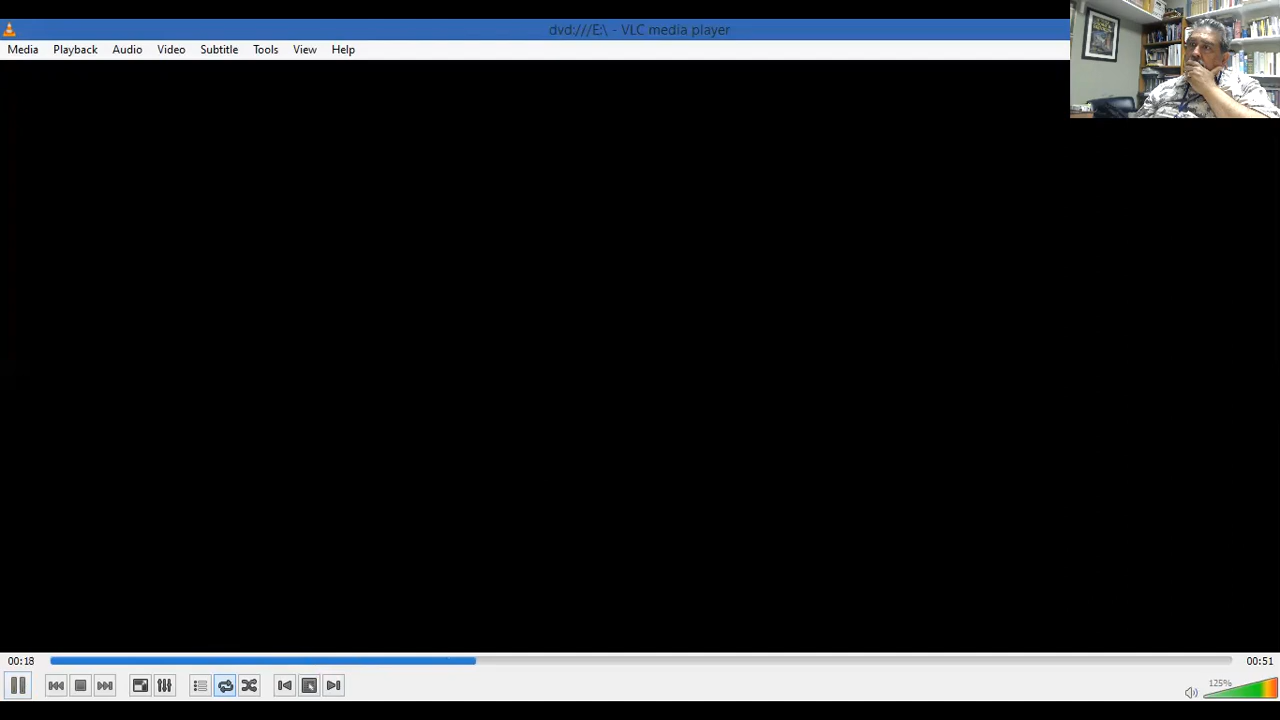 dvd:///E:\ - VLC media player
Media Playback Audio Video Subtitle Tools View Help
00:18
00:51
125%